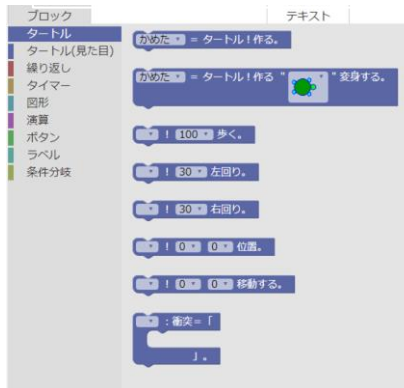 ブロック
テキスト
タートル
タートル(見た目)
繰り返し
タイマー
図形
演算
ボタン
ラベル
条件分岐
かめた = タートル!作る。
かめた = タートル!作る " " 変身する。
! 100 歩く。
! 30 左回り。
! 30 右回り。
! 0 0 位置。
! 0 0 移動する。
:衝突=「
」。